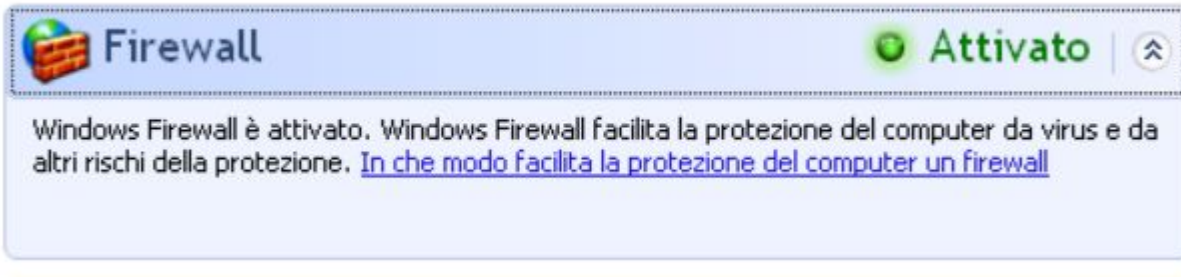 Firewall Attivato
Windows Firewall è attivato. Windows Firewall facilita la protezione del computer da virus e da
altri rischi della protezione. In che modo facilita la protezione del computer un firewall